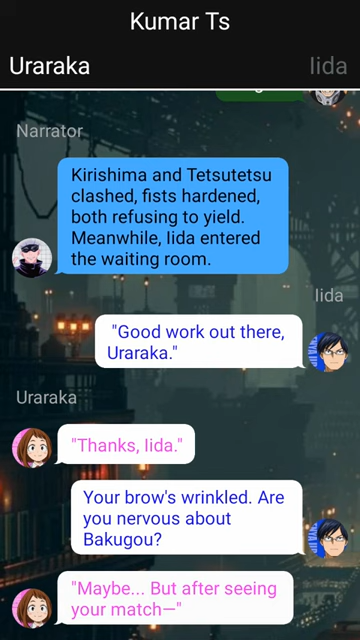 Kumar Ts
Uraraka
Iida
Narrator
Kirishima and Tetsutetsu
clashed, fists hardened,
both refusing to yield.
Meanwhile, Iida entered
the waiting room.
Iida
"Good work out there,
Uraraka."
Uraraka
"Thanks, Iida."
Your brow's wrinkled. Are
you nervous about
Bakugou?
"Maybe... But after seeing
your match—"